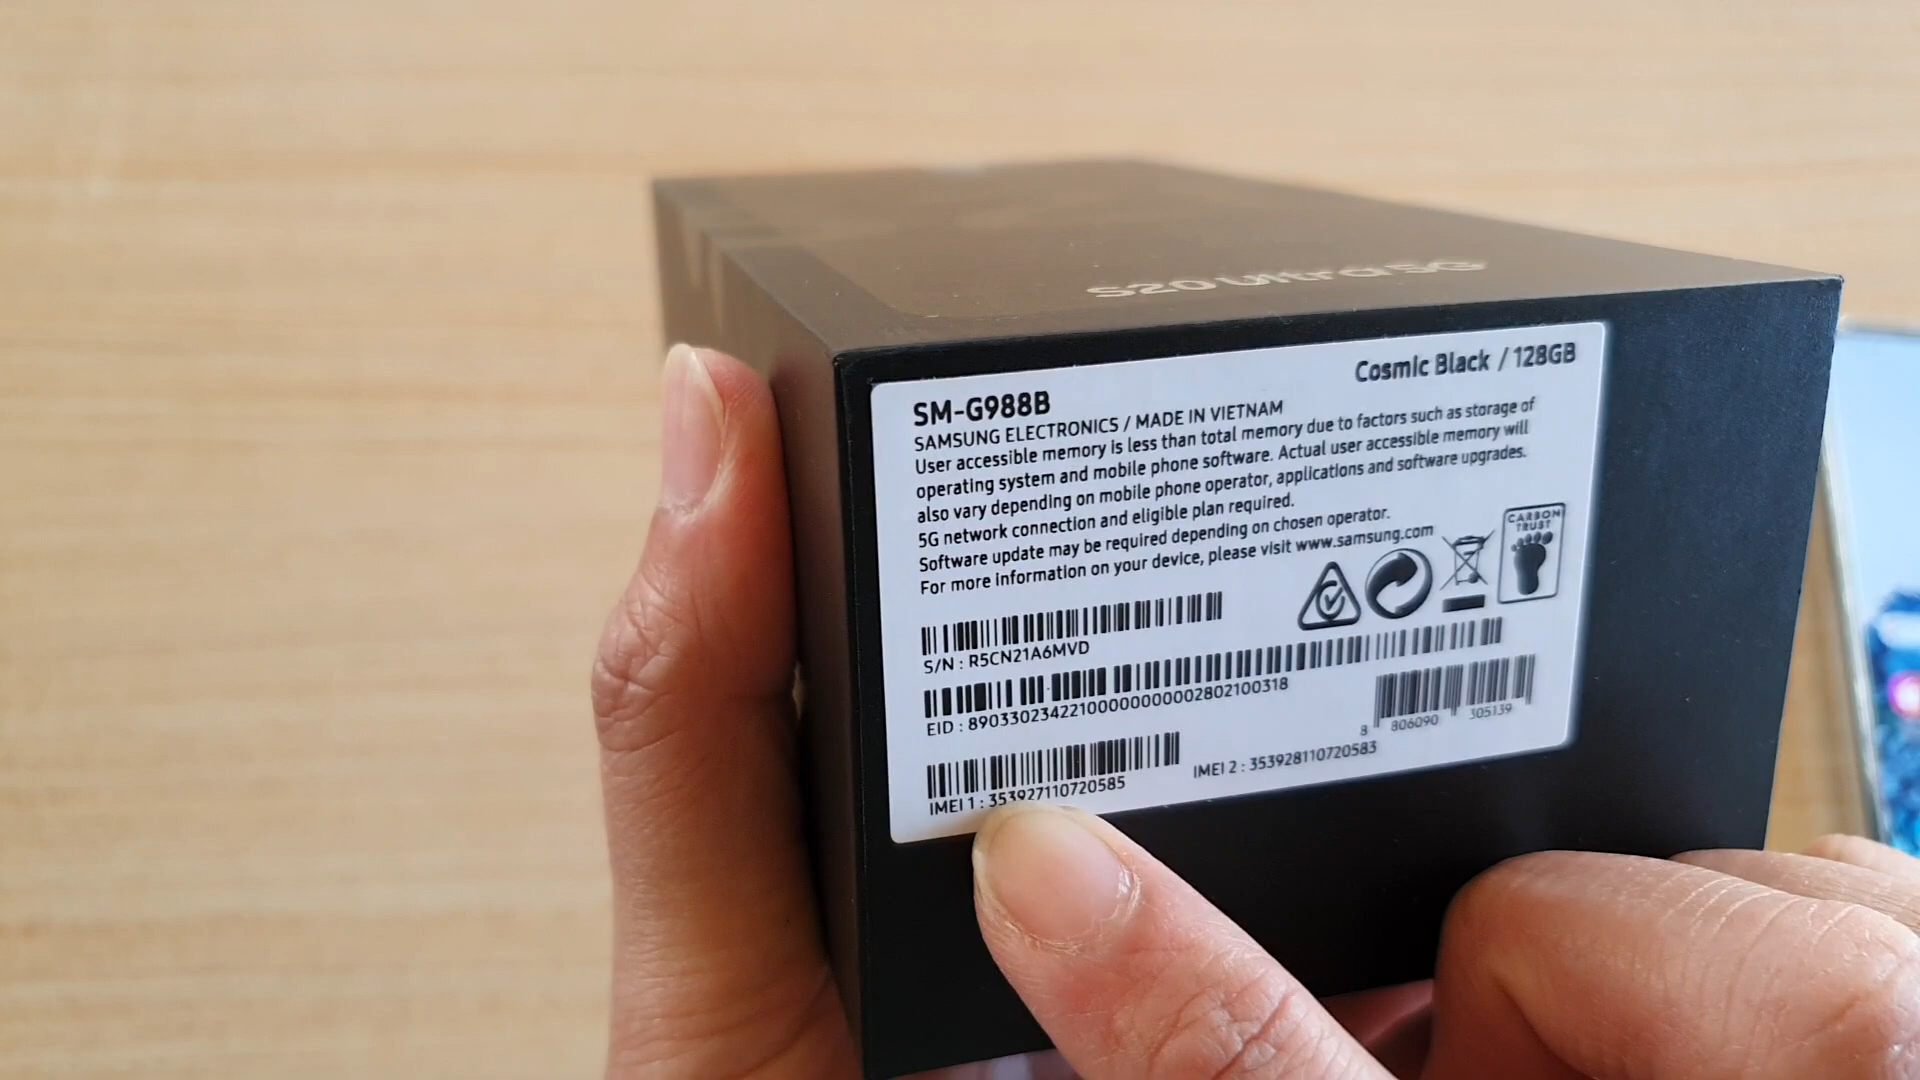 S20 Ultra 5G
Cosmic Black / 128GB
SM-G988B
SAMSUNG ELECTRONICS / MADE IN VIETNAM
User accessible memory is less than total memory due to factors such as storage of
operating system and mobile phone software. Actual user accessible memory will
also vary depending on mobile phone operator, applications and software upgrades.
5G network connection and eligible plan required.
Software update may be required depending on chosen operator.
For more information on your device, please visit www.samsung.com
CARBON
TRUST
S/N : R5CN21A6MVD
EID : 89033023422100000000002802100318
8 806090 305139
IMEI 1 : 353927110720585
IMEI 2 : 353928110720583